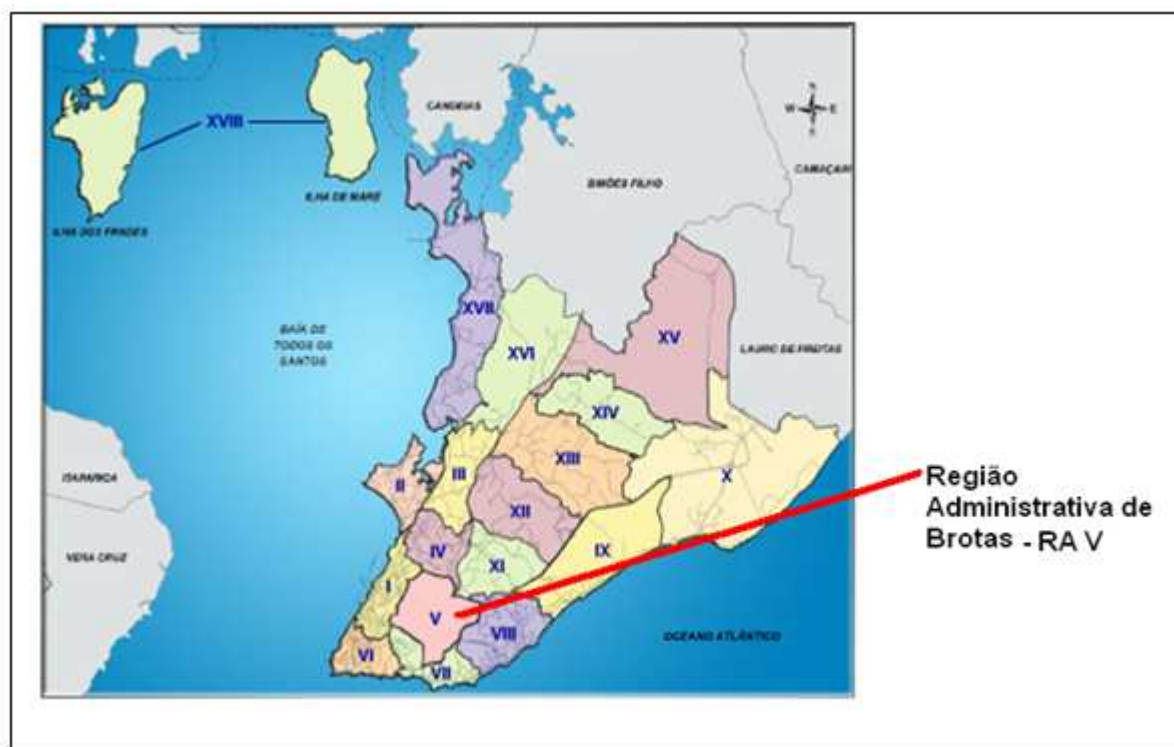 CANDEIAS
XVIII
W E
CAMAÇARI
SIMÕES FILHO
ILHA DE MARÉ
ILHA DOS FRADES
XVII
BAÍA DE
TODOS OS
SANTOS
XVI
XV
LAURO DE FREITAS
XIV
XIII
III
II
X
ITAPARICA
XII
Região
Administrativa de
Brotas - RA V
VERA CRUZ
IV
IX
XI
I
V
VIII
OCEANO ATLÂNTICO
VI
VII